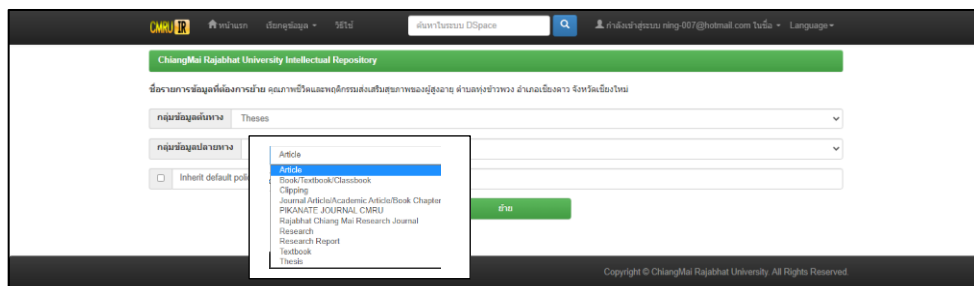 CMRU IR หน้าแรก เรียกดูข้อมูล วิธีใช้ ค้นหาในระบบ DSpace กำลังเข้าสู่ระบบ ning-007@hotmail.com ในชื่อ Language
ChiangMai Rajabhat University Intellectual Repository
ชื่อรายการข้อมูลที่ต้องการย้าย คุณภาพชีวิตและพฤติกรรมส่งเสริมสุขภาพของผู้สูงอายุ ตำบลทุ่งข้าวพวง อำเภอเชียงดาว จังหวัดเชียงใหม่
กลุ่มข้อมูลต้นทาง Theses
กลุ่มข้อมูลปลายทาง
Article
Article
Inherit default poli
Book/Textbook/Classbook
Clipping
Journal Article/Academic Article/Book Chapter
PIKANATE JOURNAL CMRU
ย้าย
Rajabhat Chiang Mai Research Journal
Research
Research Report
Textbook
Thesis
Copyright © ChiangMai Rajabhat University. All Rights Reserved.